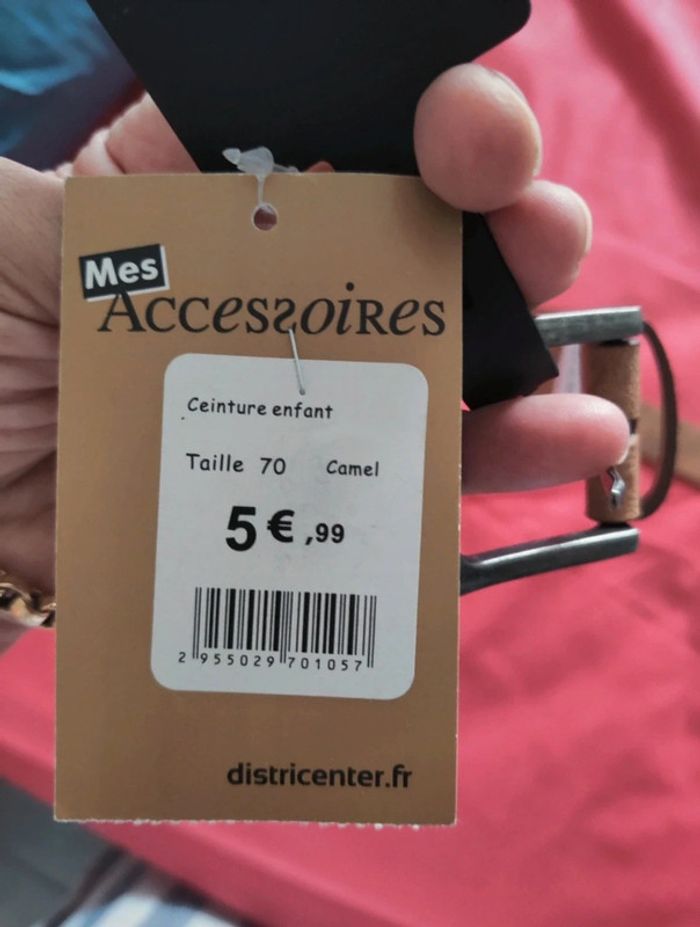 Mes
Accessoires
Ceinture enfant
Taille 70 Camel
5€,99
2 955029 701057
districenter.fr